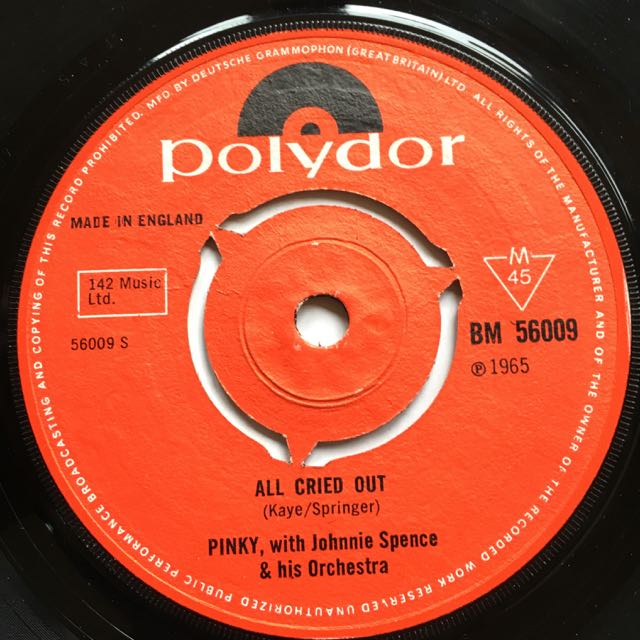 MFD BY DEUTSCHE GRAMMOPHON (GREAT BRITAIN) LTD. ALL RIGHTS OF THE MANUFACTURER AND OF THE OWNER OF THE RECORDED WORK RESERVED UNAUTHORIZED PUBLIC PERFORMANCE BROADCASTING AND COPYING OF THIS RECORD PROHIBITED.
polydor
MADE IN ENGLAND
142 Music
Ltd.
M
45
56009 S
BM 56009
℗ 1965
ALL CRIED OUT
(Kaye/Springer)
PINKY, with Johnnie Spence
& his Orchestra